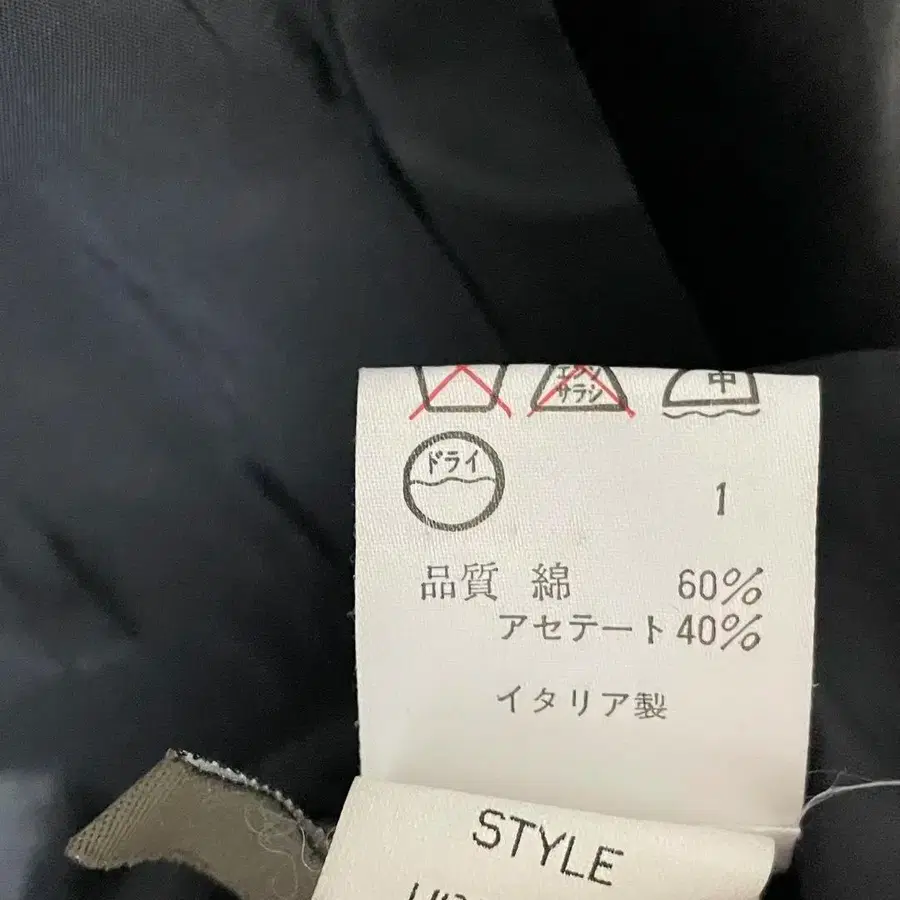 エンソ
サラシ
中
ドライ
1
品質 綿 60%
アセテート 40%
イタリア製
STYLE